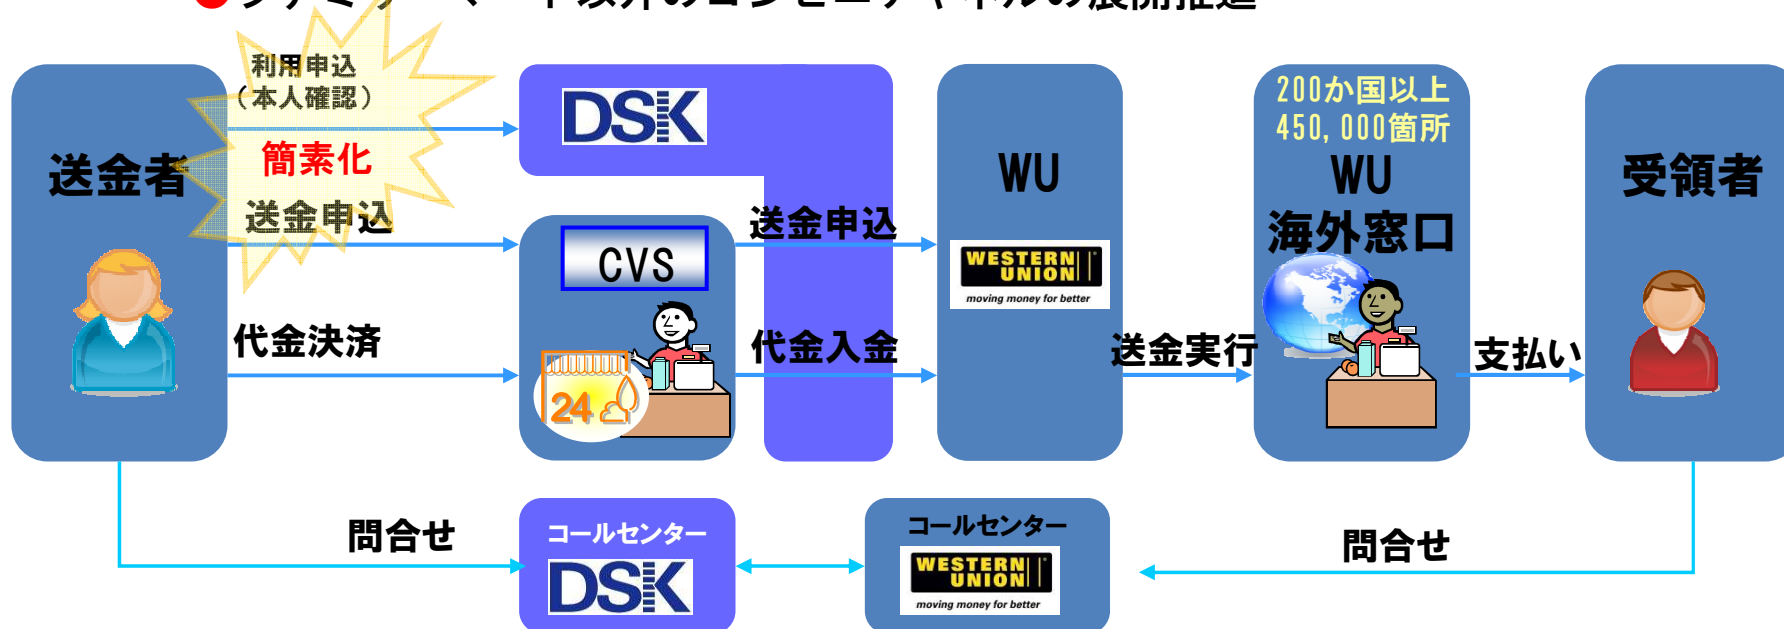 利用申込
（本人確認）
簡素化
送金申込
送金者
代金決済
DSK
CVS
24
送金申込
代金入金
WU
WESTERN
UNION
moving money for better
送金実行
200か国以上
450,000箇所
WU
海外窓口
支払い
受領者
問合せ
コールセンター
DSK
コールセンター
WESTERN
UNION
moving money for better
問合せ